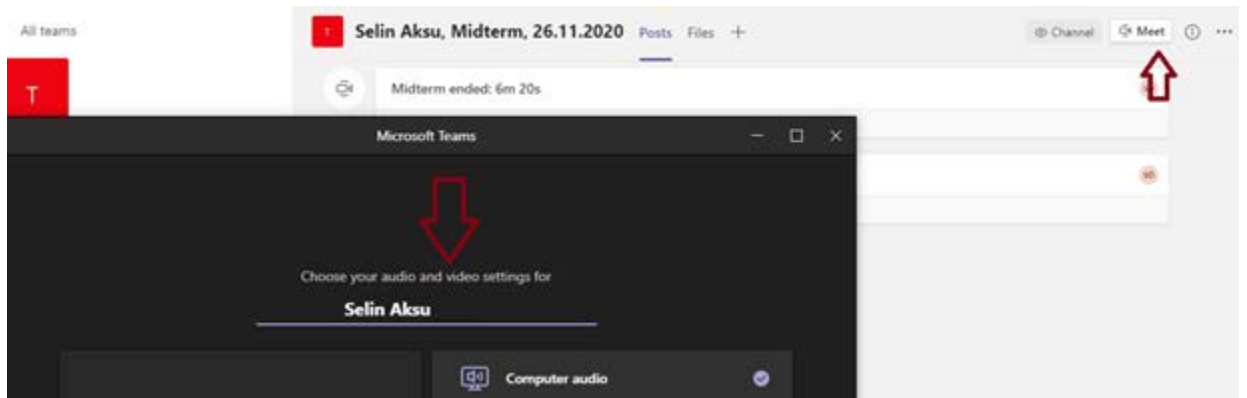 All teams
T
T
Selin Aksu, Midterm, 26.11.2020 Posts Files +
Channel
Meet
Midterm ended: 6m 20s
Microsoft Teams
Choose your audio and video settings for
Selin Aksu
Computer audio